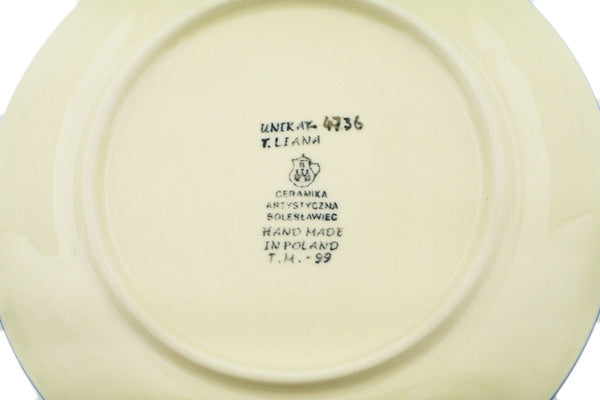 UNIKAT- 4736
T.LIANA
CERAMIKA
ARTYSTYCZNA
BOLESŁAWIEC
HAND MADE
IN POLAND
T.M.-99